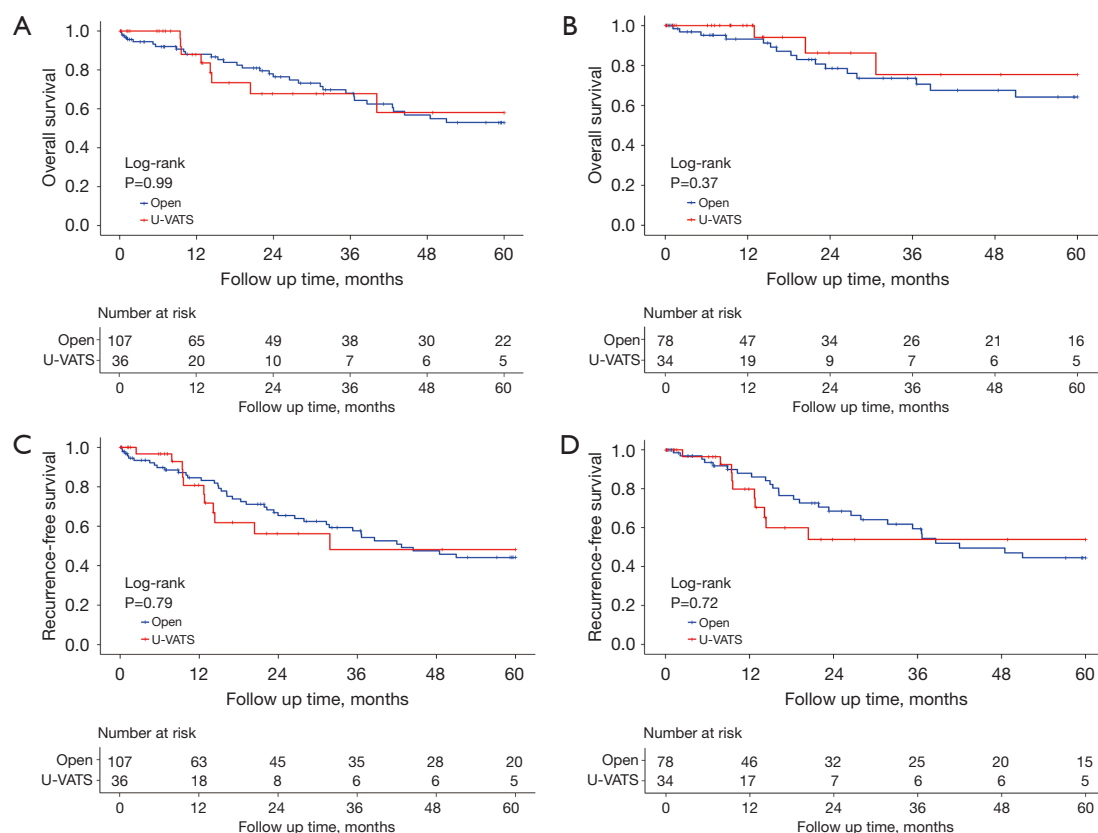 A
Overall survival
1.0
0.8
0.6
0.4
0.2
0.0
Log-rank
P=0.99
Open
U-VATS
0 12 24 36 48 60
Follow up time, months
Number at risk
Open 107 65 49 38 30 22
U-VATS 36 20 10 7 6 5
0 12 24 36 48 60
Follow up time, months
B
Overall survival
1.0
0.8
0.6
0.4
0.2
0.0
Log-rank
P=0.37
Open
U-VATS
0 12 24 36 48 60
Follow up time, months
Number at risk
Open 78 47 34 26 21 16
U-VATS 34 19 9 7 6 5
0 12 24 36 48 60
Follow up time, months
C
Recurrence-free survival
1.0
0.8
0.6
0.4
0.2
0.0
Log-rank
P=0.79
Open
U-VATS
0 12 24 36 48 60
Follow up time, months
Number at risk
Open 107 63 45 35 28 20
U-VATS 36 18 8 6 6 5
0 12 24 36 48 60
Follow up time, months
D
Recurrence-free survival
1.0
0.8
0.6
0.4
0.2
0.0
Log-rank
P=0.72
Open
U-VATS
0 12 24 36 48 60
Follow up time, months
Number at risk
Open 78 46 32 25 20 15
U-VATS 34 17 7 6 6 5
0 12 24 36 48 60
Follow up time, months